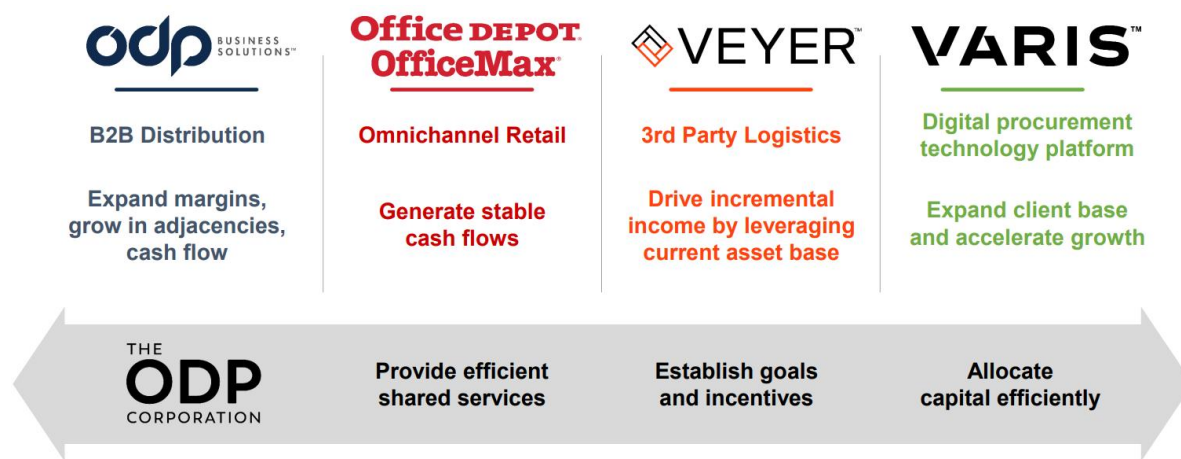 odp BUSINESS
SOLUTIONS™
Office DEPOT
OfficeMax®
VEYER™
VARIS™
B2B Distribution
Expand margins,
grow in adjacencies,
cash flow
Omnichannel Retail
Generate stable
cash flows
3rd Party Logistics
Drive incremental
income by leveraging
current asset base
Digital procurement
technology platform
Expand client base
and accelerate growth
THE
ODP
CORPORATION
Provide efficient
shared services
Establish goals
and incentives
Allocate
capital efficiently